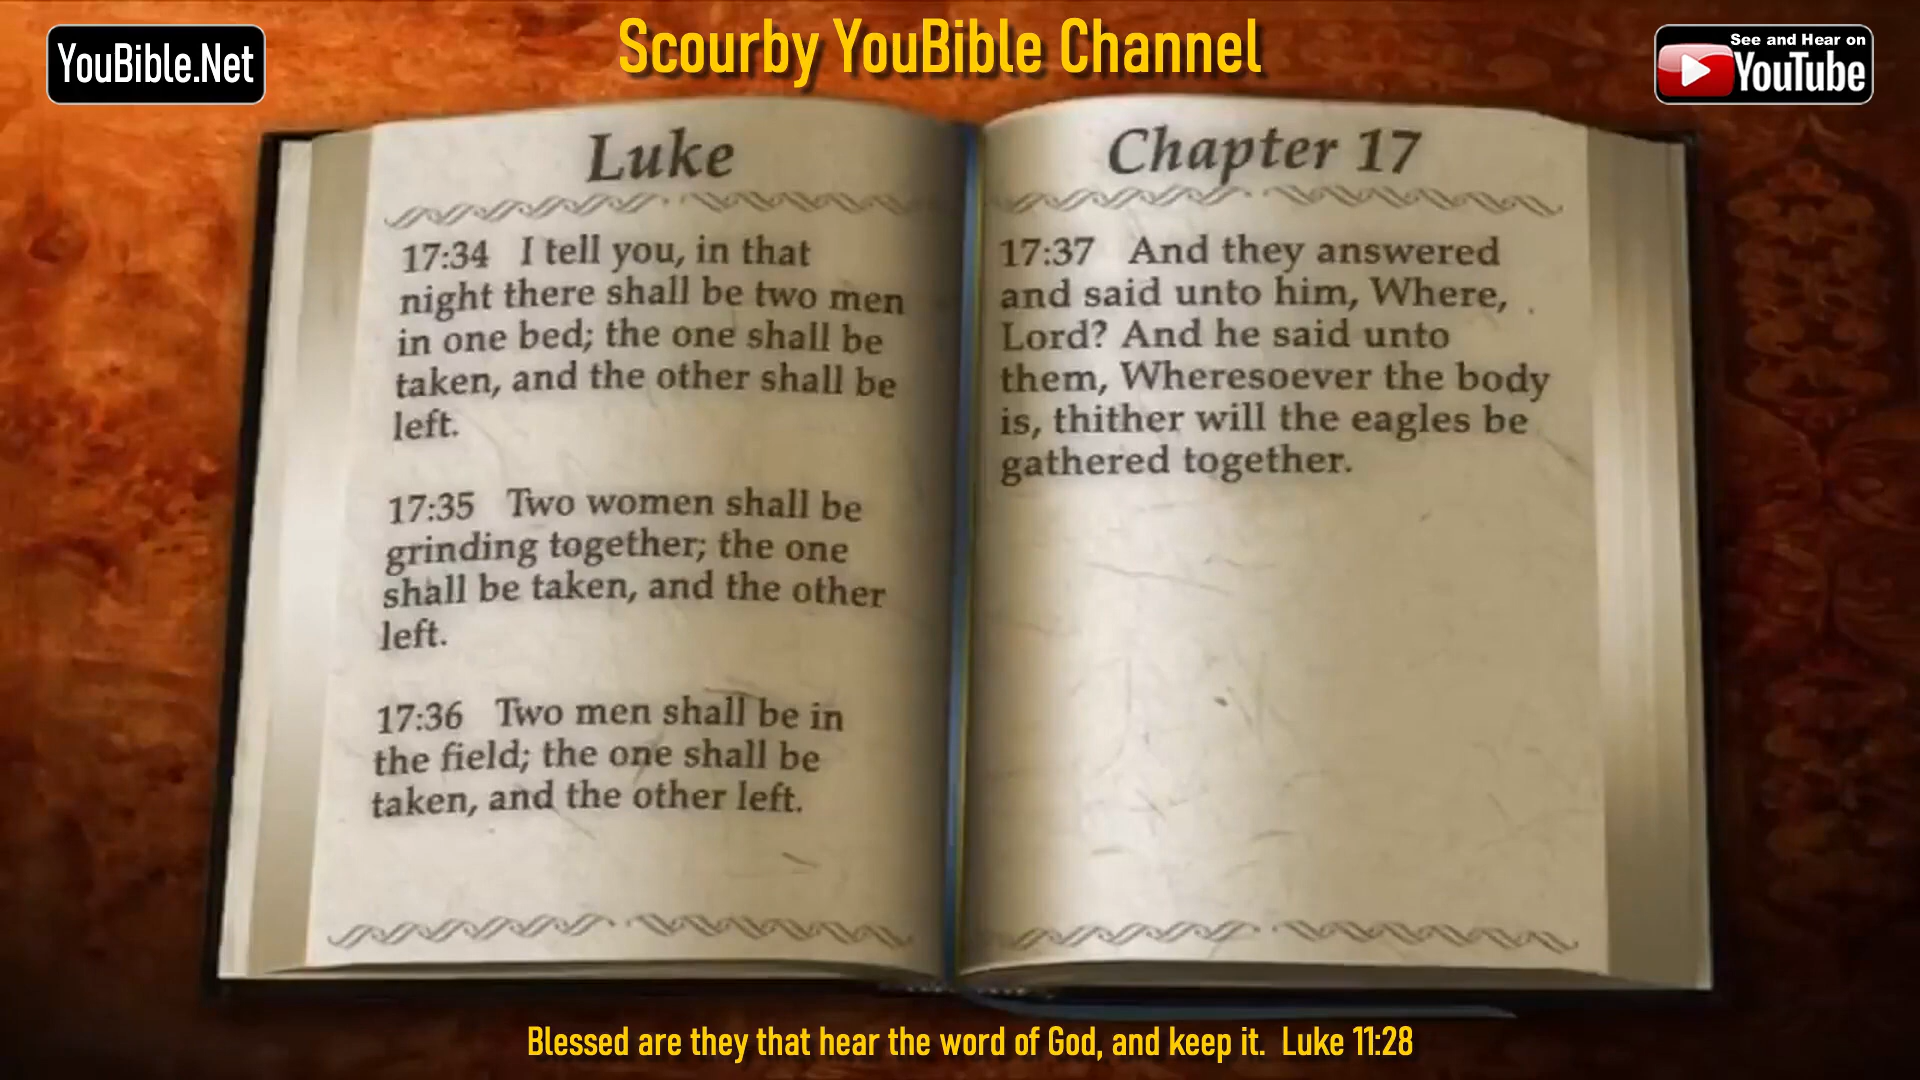 YouBible.Net
Scourby YouBible Channel
See and Hear on
YouTube
Luke
17:34 I tell you, in that
night there shall be two men
in one bed; the one shall be
taken, and the other shall be
left.
17:35 Two women shall be
grinding together; the one
shall be taken, and the other
left.
17:36 Two men shall be in
the field; the one shall be
taken, and the other left.
Chapter 17
17:37 And they answered
and said unto him, Where,
Lord? And he said unto
them, Wheresoever the body
is, thither will the eagles be
gathered together.
Blessed are they that hear the word of God, and keep it. Luke 11:28